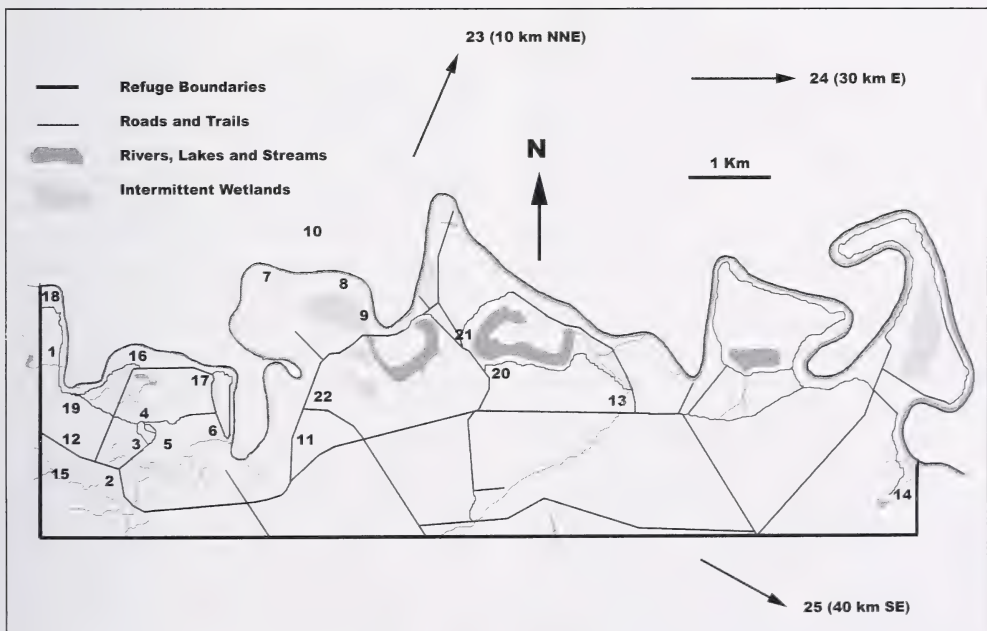 23 (10 km NNE)
24 (30 km E)
Refuge Boundaries
Roads and Trails
Rivers, Lakes and Streams
Intermittent Wetlands
N
1 Km
10
7
8
9
18
1
16
17
21
20
19
4
22
13
12
3
5
6
11
15
2
14
25 (40 km SE)